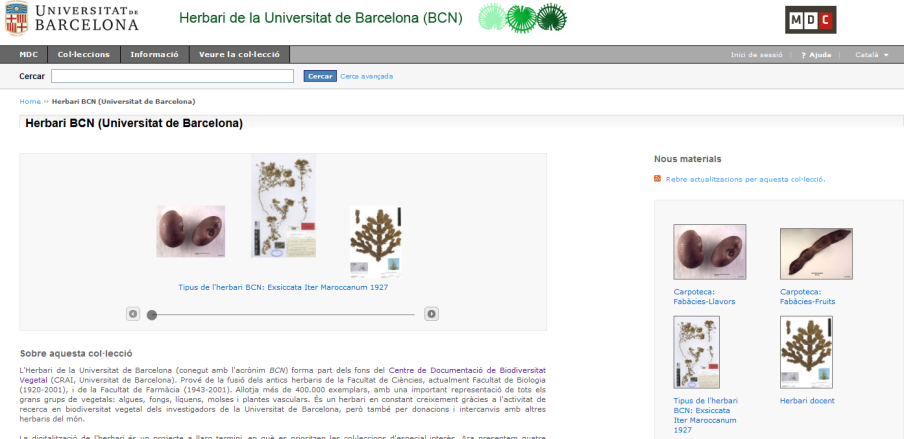 UNIVERSITAT DE
BARCELONA
Herbari de la Universitat de Barcelona (BCN)
MDC
MDC Col·leccions Informació Veure la col·lecció
Inici de sessió | ? Ajuda | Català
Cercar Cercar Cerca avançada
Home » Herbari BCN (Universitat de Barcelona)
Herbari BCN (Universitat de Barcelona)
Tipus de l'herbari BCN: Exsiccata Iter Maroccanum 1927
Sobre aquesta col·lecció
L'Herbari de la Universitat de Barcelona (conegut amb l'acrònim BCN) forma part dels fons del Centre de Documentació de Biodiversitat
Vegetal (CRAI, Universitat de Barcelona). Prové de la fusió dels antics herbaris de la Facultat de Ciències, actualment Facultat de Biologia
(1920-2001), i de la Facultat de Farmàcia (1943-2001). Allotja més de 400.000 exemplars, amb una important representació de tots els
grans grups de vegetals: algues, fongs, líquens, molses i plantes vasculars. És un herbari en constant creixement gràcies a l'activitat de
recerca en biodiversitat vegetal dels investigadors de la Universitat de Barcelona, però també per donacions i intercanvis amb altres
herbaris del món.
La digitalització de l'herbari és un projecte a llarg termini, en què es prioritzen les col·leccions d'especial interès. Ara presentem quatre
Nous materials
Rebre actualitzacions per aquesta col·lecció.
Carpoteca:
Fabàcies-Llavors
Carpoteca:
Fabàcies-Fruits
Tipus de l'herbari
BCN: Exsiccata
Iter Maroccanum
1927
Herbari docent